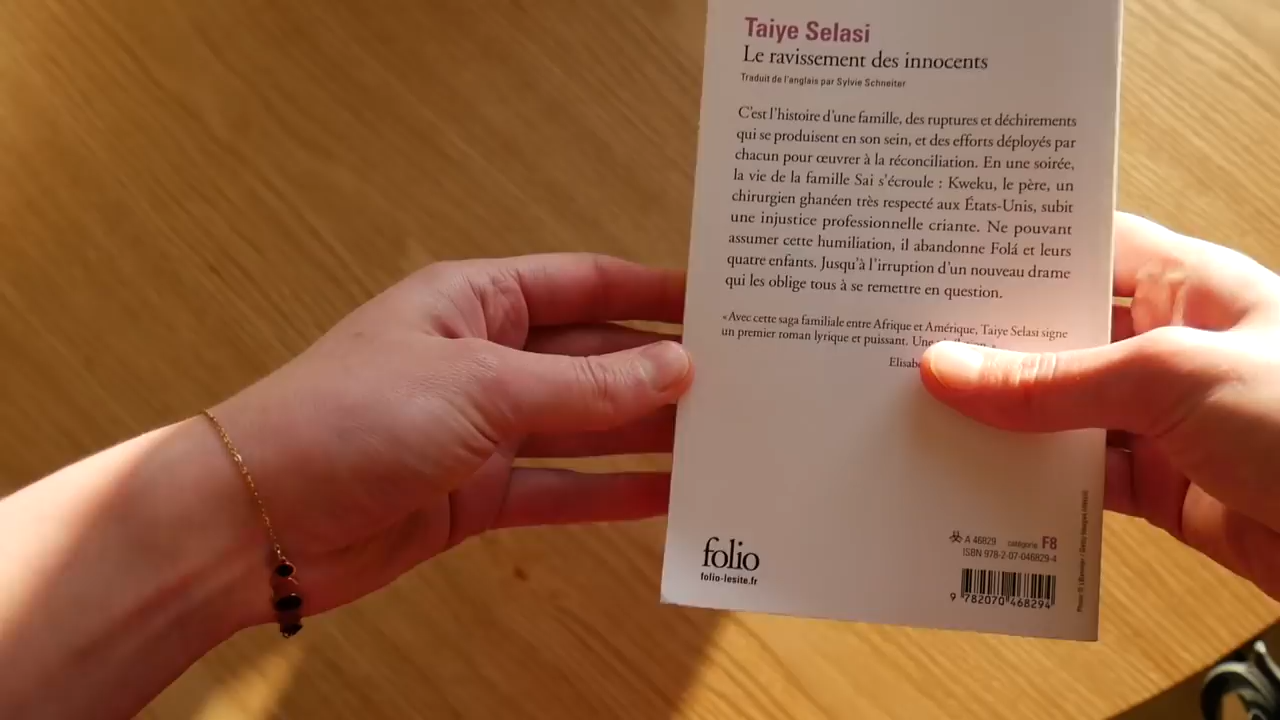 Taiye Selasi
Le ravissement des innocents
Traduit de l'anglais par Sylvie Schneiter
C'est l'histoire d'une famille, des ruptures et déchirements
qui se produisent en son sein, et des efforts déployés par
chacun pour œuvrer à la réconciliation. En une soirée,
la vie de la famille Sai s'écroule : Kweku, le père, un
chirurgien ghanéen très respecté aux États-Unis, subit
une injustice professionnelle criante. Ne pouvant
assumer cette humiliation, il abandonne Folá et leurs
quatre enfants. Jusqu'à l'irruption d'un nouveau drame
qui les oblige tous à se remettre en question.
« Avec cette saga familiale entre Afrique et Amérique, Taiye Selasi signe
un premier roman lyrique et puissant. Une
folio
folio-lesite.fr
A 46829 catégorie F8
ISBN 978-2-07-046829-4
9 782070 468294